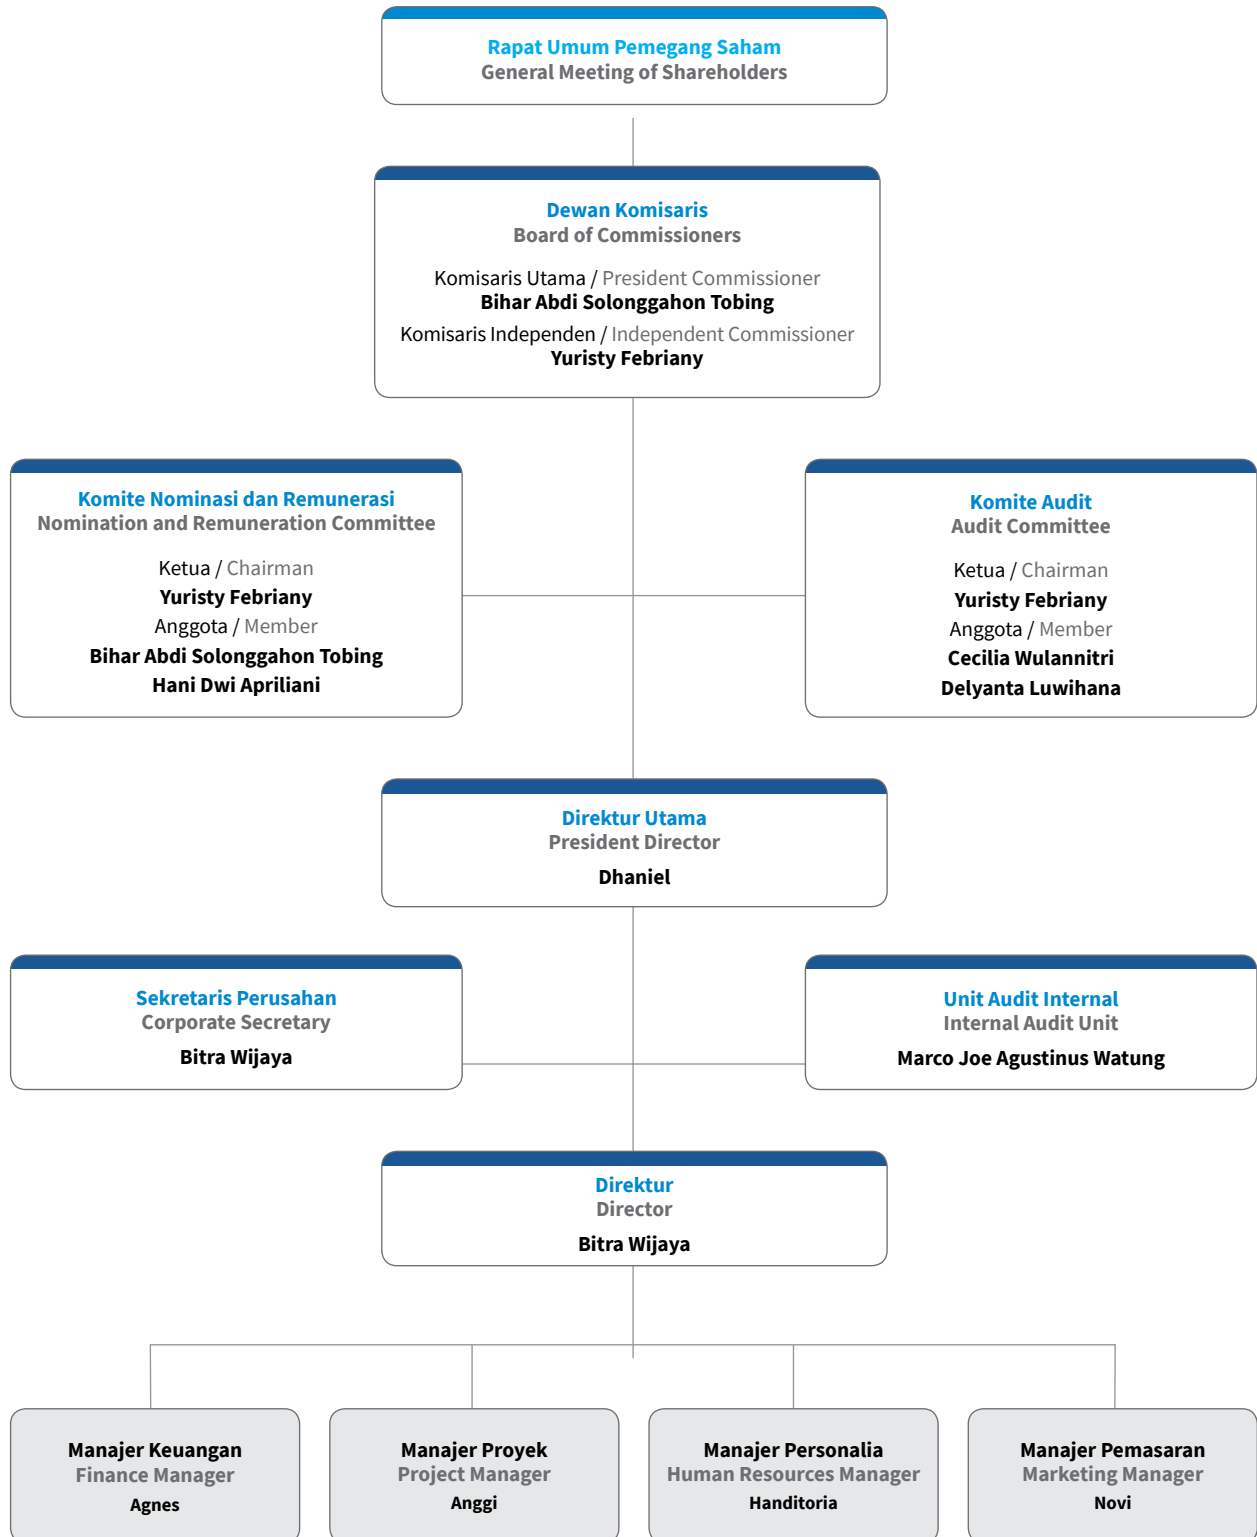 Rapat Umum Pemegang Saham
General Meeting of Shareholders
Dewan Komisaris
Board of Commissioners
Komisaris Utama / President Commissioner
Bihar Abdi Solonggahon Tobing
Komisaris Independen / Independent Commissioner
Yuristy Febriany
Komite Nominasi dan Remunerasi
Nomination and Remuneration Committee
Ketua / Chairman
Yuristy Febriany
Anggota / Member
Bihar Abdi Solonggahon Tobing
Hani Dwi Apriliani
Komite Audit
Audit Committee
Ketua / Chairman
Yuristy Febriany
Anggota / Member
Cecilia Wulannitri
Delyanta Luwihana
Direktur Utama
President Director
Dhaniel
Sekretaris Perusahan
Corporate Secretary
Bitra Wijaya
Unit Audit Internal
Internal Audit Unit
Marco Joe Agustinus Watung
Direktur
Director
Bitra Wijaya
Manajer Keuangan
Finance Manager
Agnes
Manajer Proyek
Project Manager
Anggi
Manajer Personalia
Human Resources Manager
Handitoria
Manajer Pemasaran
Marketing Manager
Novi